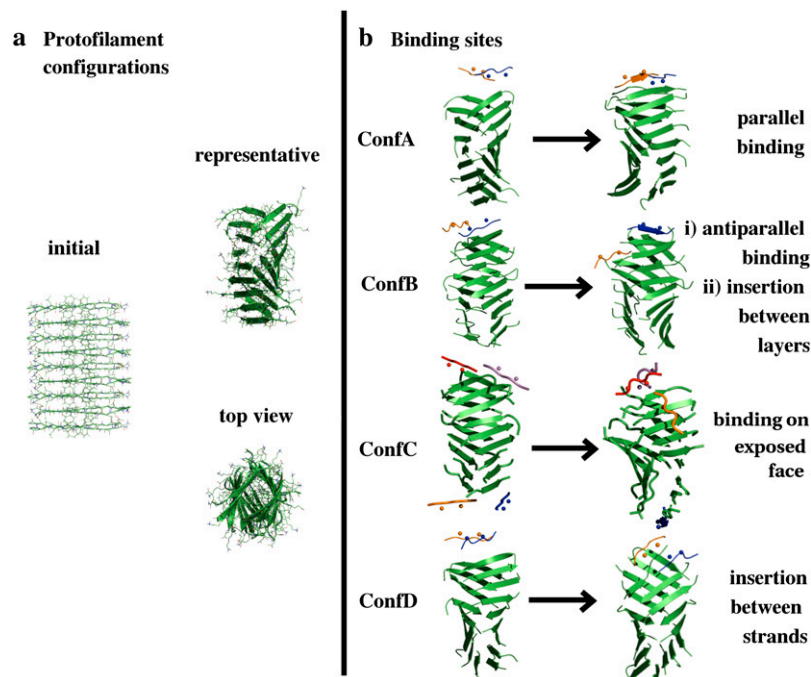 a Protofilament
configurations
representative
initial
top view
b Binding sites
ConfA
parallel
binding
ConfB
i) antiparallel
binding
ii) insertion
between
layers
ConfC
binding on
exposed
face
ConfD
insertion
between
strands